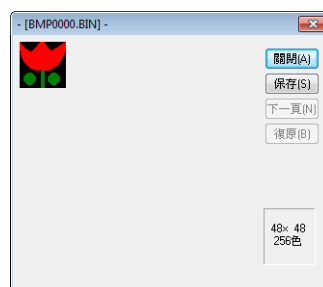 - [BMP0000.BIN] -
關閉(A)
保存(S)
下一頁(N)
復原(B)
48× 48
256色